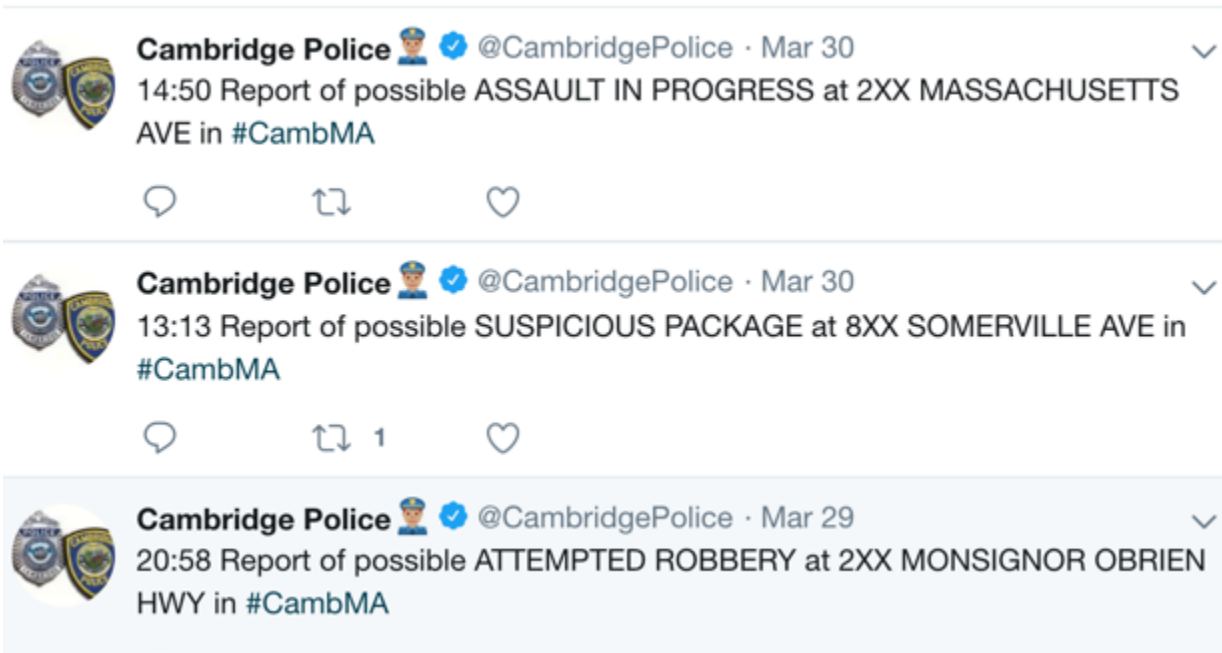 Cambridge Police @CambridgePolice · Mar 30
14:50 Report of possible ASSAULT IN PROGRESS at 2XX MASSACHUSETTS
AVE in #CambMA
Cambridge Police @CambridgePolice · Mar 30
13:13 Report of possible SUSPICIOUS PACKAGE at 8XX SOMERVILLE AVE in
#CambMA
1
Cambridge Police @CambridgePolice · Mar 29
20:58 Report of possible ATTEMPTED ROBBERY at 2XX MONSIGNOR OBRIEN
HWY in #CambMA